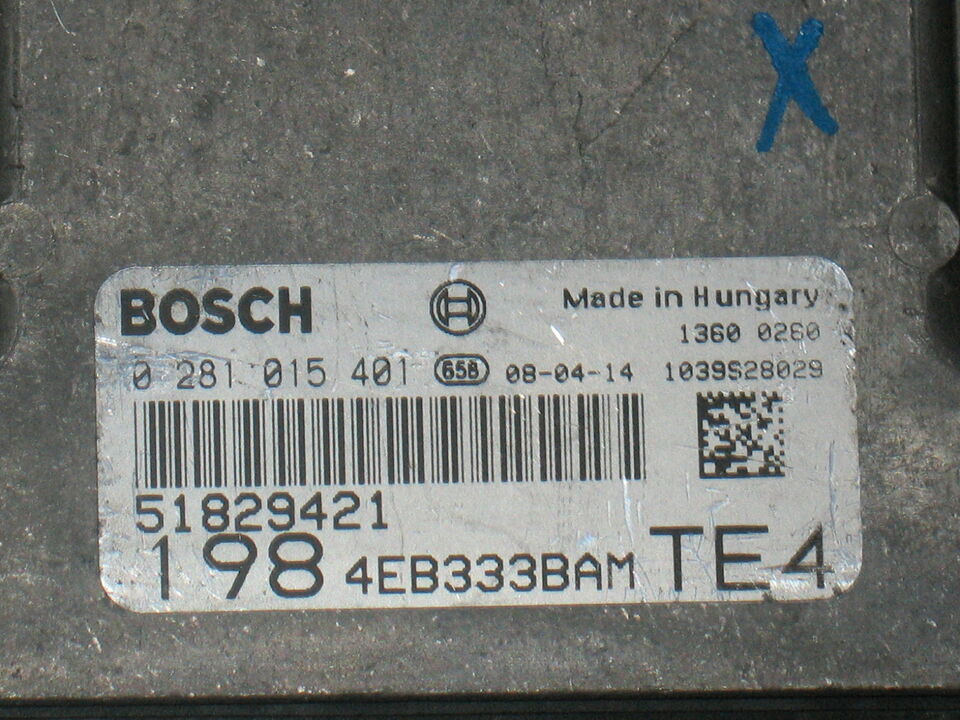 X
BOSCH
Made in Hungary
1360 0260
0 281 015 401 658 08-04-14 1039S28029
51829421
198 4EB333BAM TE4